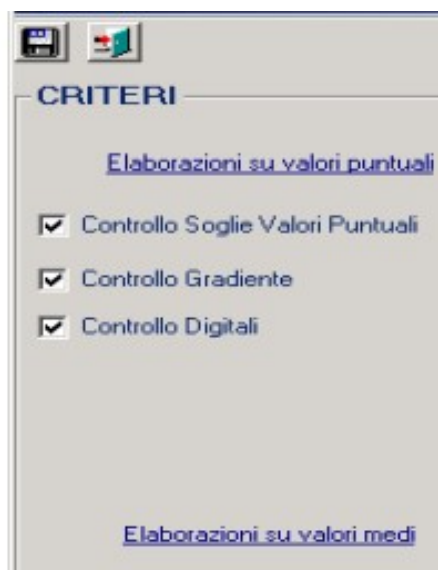 CRITERI
Elaborazioni su valori puntuali
Controllo Soglie Valori Puntuali
Controllo Gradiente
Controllo Digitali
Elaborazioni su valori medi